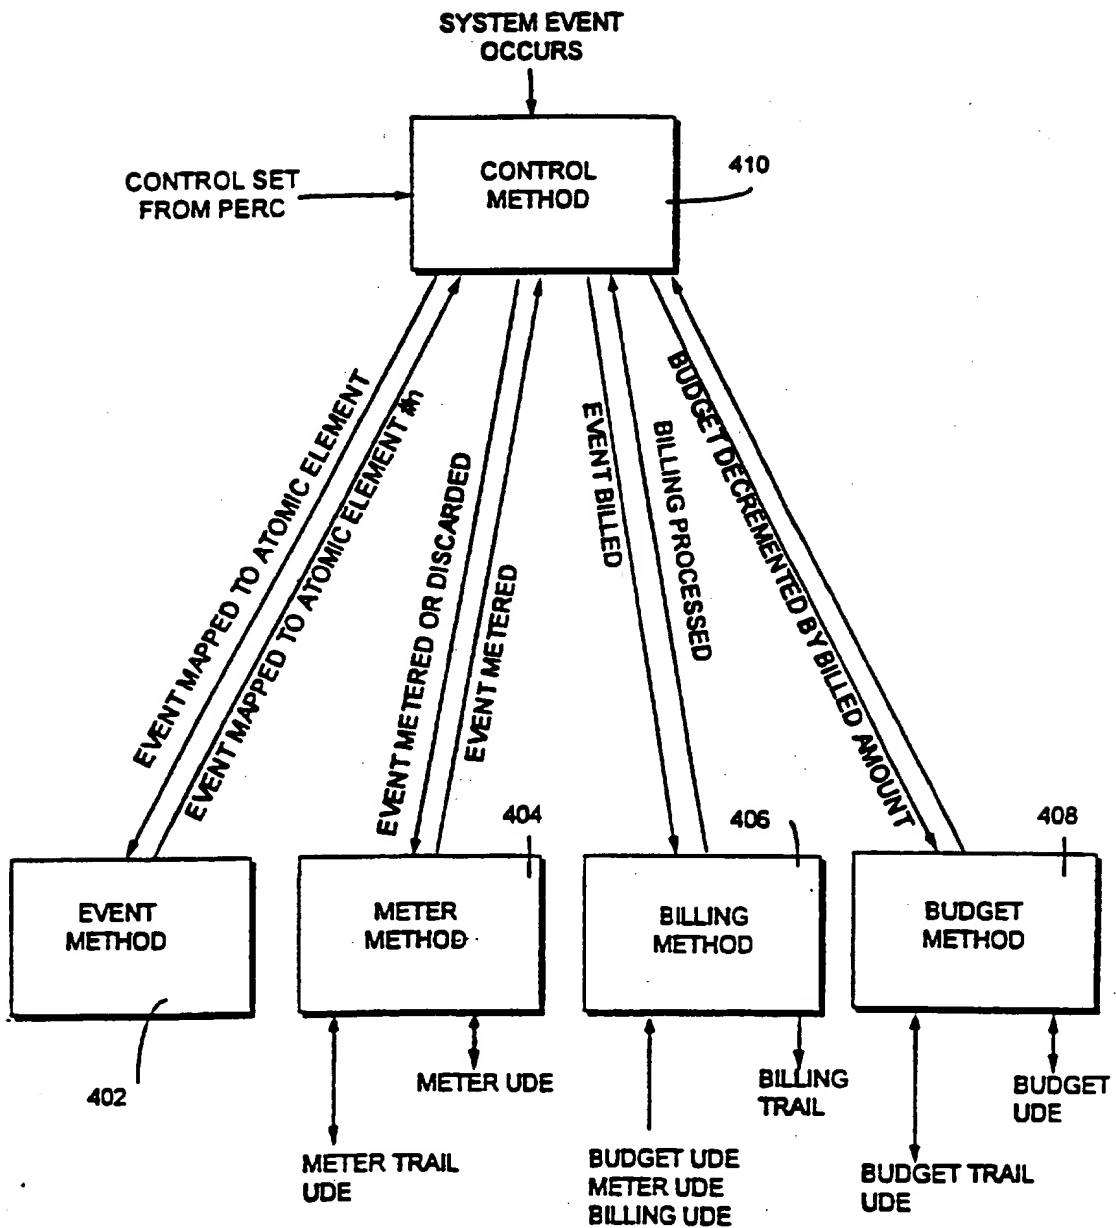 SYSTEM EVENT
OCCURS
CONTROL
METHOD
410
CONTROL SET
FROM PERC
EVENT MAPPED TO ATOMIC ELEMENT
EVENT MAPPED TO ATOMIC ELEMENT #n
EVENT METERED OR DISCARDED
EVENT METERED
EVENT BILLED
BILLING PROCESSED
BUDGET DECREMENTED BY BILLED AMOUNT
404
406
408
EVENT
METHOD
METER
METHOD
BILLING
METHOD
BUDGET
METHOD
402
METER UDE
BILLING
TRAIL
BUDGET
UDE
METER TRAIL
UDE
BUDGET UDE
METER UDE
BILLING UDE
BUDGET TRAIL
UDE